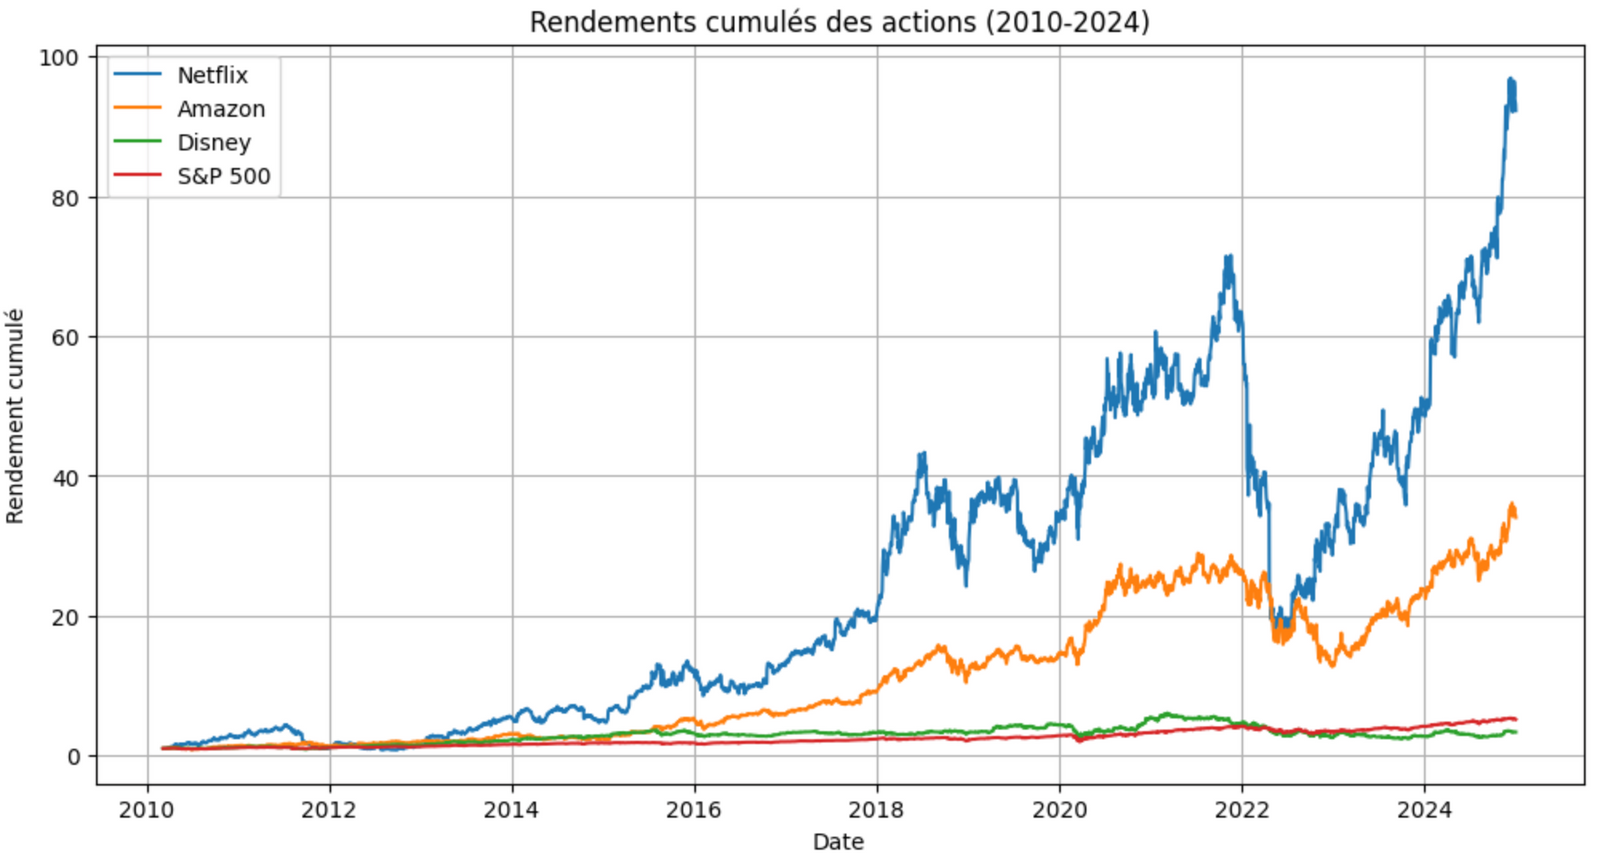 Rendements cumulés des actions (2010-2024)
Netflix
Amazon
Disney
S&P 500
100
80
60
40
20
0
Rendement cumulé
2010 2012 2014 2016 2018 2020 2022 2024
Date